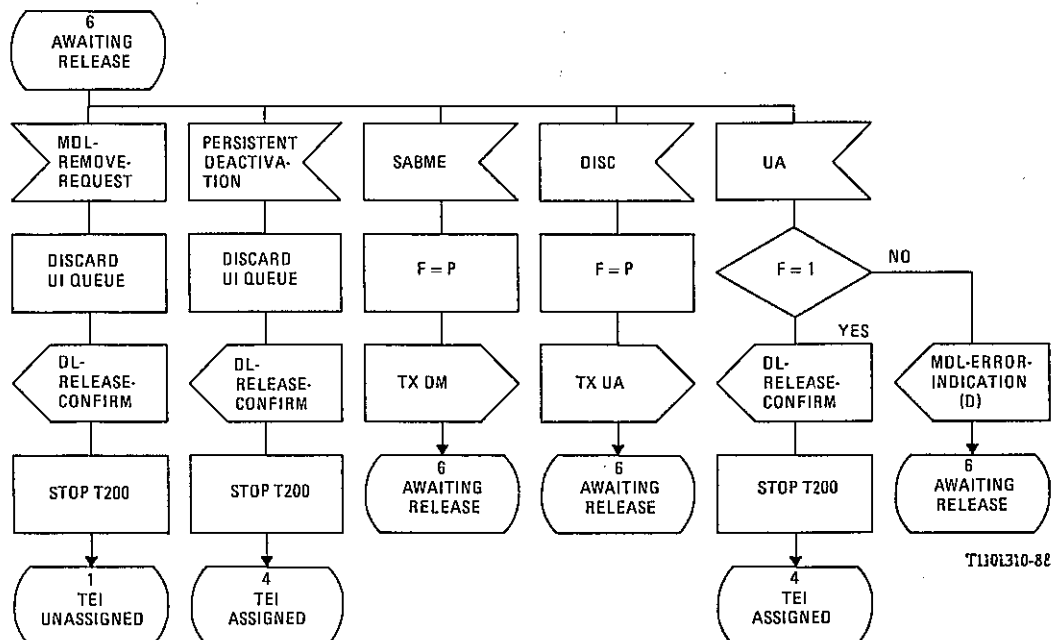 6
AWAITING
RELEASE
MDL-
REMOVE-
REQUEST
PERSISTENT
DEACTIVA-
TION
SABME
DISC
UA
DISCARD
UI QUEUE
DISCARD
UI QUEUE
F = P
F = P
F = 1
NO
YES
DL-
RELEASE-
CONFIRM
DL-
RELEASE-
CONFIRM
TX DM
TX UA
DL-
RELEASE-
CONFIRM
MDL-ERROR-
INDICATION
(D)
STOP T200
STOP T200
6
AWAITING
RELEASE
6
AWAITING
RELEASE
STOP T200
6
AWAITING
RELEASE
T1101310-88
1
TEI
UNASSIGNED
4
TEI
ASSIGNED
4
TEI
ASSIGNED